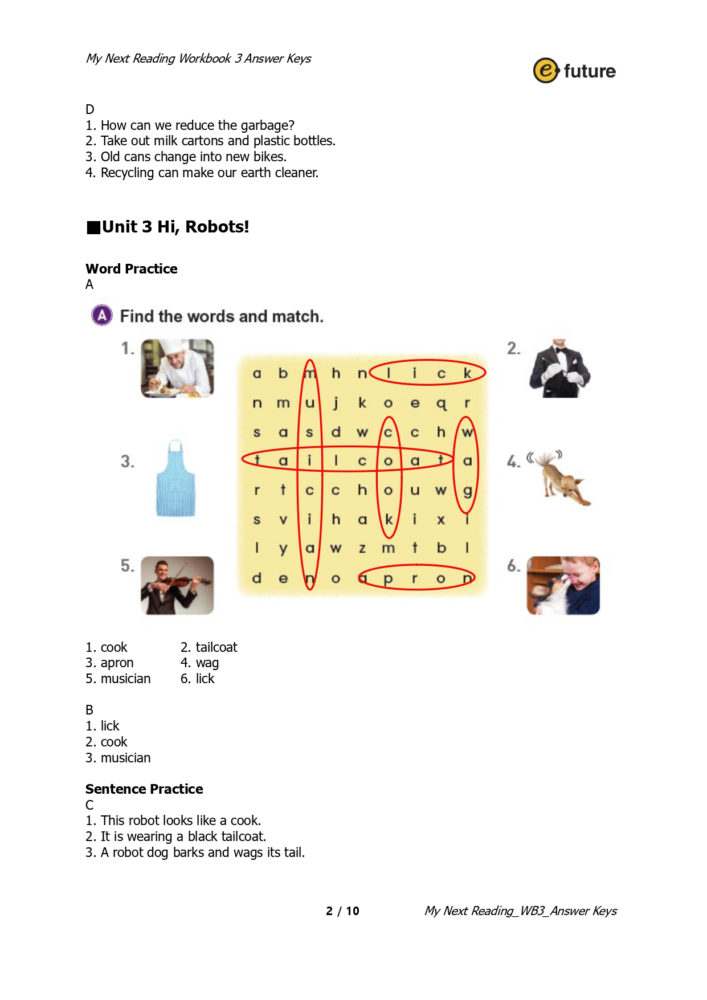 My Next Reading Workbook 3 Answer Keys
e future
D
1. How can we reduce the garbage?
2. Take out milk cartons and plastic bottles.
3. Old cans change into new bikes.
4. Recycling can make our earth cleaner.
■Unit 3 Hi, Robots!
Word Practice
A
A Find the words and match.
1.
2.
a b m h n l i c k
n m u j k o e q r
s a s d w c c h w
3.
t a i l c o a t a
4.
r t c c h o u w g
s v i h a k i x i
l y a w z m t b l
5.
6.
d e n o a p r o n
1. cook 2. tailcoat
3. apron 4. wag
5. musician 6. lick
B
1. lick
2. cook
3. musician
Sentence Practice
C
1. This robot looks like a cook.
2. It is wearing a black tailcoat.
3. A robot dog barks and wags its tail.
2 / 10 My Next Reading_WB3_Answer Keys